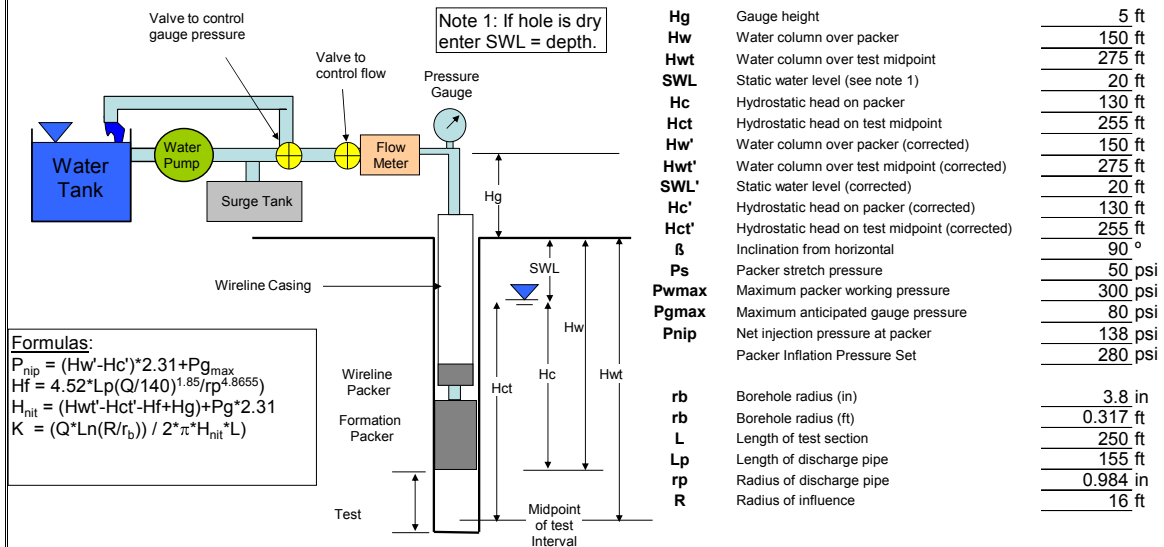 Valve to control
gauge pressure
Note 1: If hole is dry
enter SWL = depth.
Valve to
control flow
Pressure
Gauge
Water
Pump
Flow
Meter
Water
Tank
Surge Tank
Hg
SWL
Wireline Casing
Hw
Hct
Hc
Hwt
Wireline
Packer
Formation
Packer
Test
Midpoint
of test
Interval
Formulas:
P_nip = (Hw'-Hc')*2.31+Pg_max
Hf = 4.52*Lp(Q/140)^1.85/rp^4.8655)
H_nit = (Hwt'-Hct'-Hf+Hg)+Pg*2.31
K = (Q*Ln(R/r_b)) / 2*π*H_nit*L)
Hg Gauge height 5 ft
Hw Water column over packer 150 ft
Hwt Water column over test midpoint 275 ft
SWL Static water level (see note 1) 20 ft
Hc Hydrostatic head on packer 130 ft
Hct Hydrostatic head on test midpoint 255 ft
Hw' Water column over packer (corrected) 150 ft
Hwt' Water column over test midpoint (corrected) 275 ft
SWL' Static water level (corrected) 20 ft
Hc' Hydrostatic head on packer (corrected) 130 ft
Hct' Hydrostatic head on test midpoint (corrected) 255 ft
ß Inclination from horizontal 90 º
Ps Packer stretch pressure 50 psi
Pwmax Maximum packer working pressure 300 psi
Pgmax Maximum anticipated gauge pressure 80 psi
Pnip Net injection pressure at packer 138 psi
Packer Inflation Pressure Set 280 psi
rb Borehole radius (in) 3.8 in
rb Borehole radius (ft) 0.317 ft
L Length of test section 250 ft
Lp Length of discharge pipe 155 ft
rp Radius of discharge pipe 0.984 in
R Radius of influence 16 ft